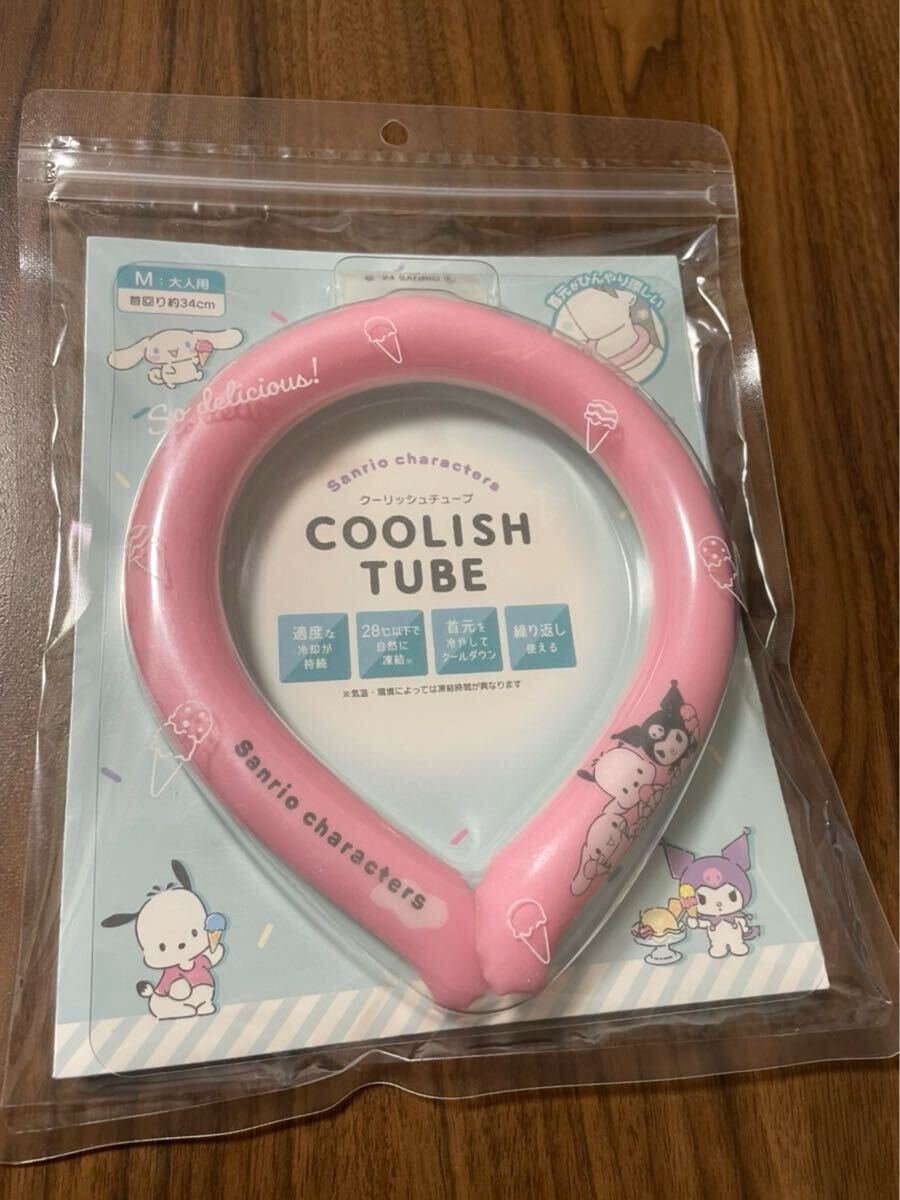 M：大人用
首回り約34cm
首元がひんやり涼しい
So delicious!
Sanrio characters
クーリッシュチューブ
COOLISH
TUBE
適度な
冷却が
持続
28℃以下で
自然に
凍結※
首元を
冷やして
クールダウン
繰り返し
使える
※気温・環境によっては凍結時間が異なります
Sanrio characters